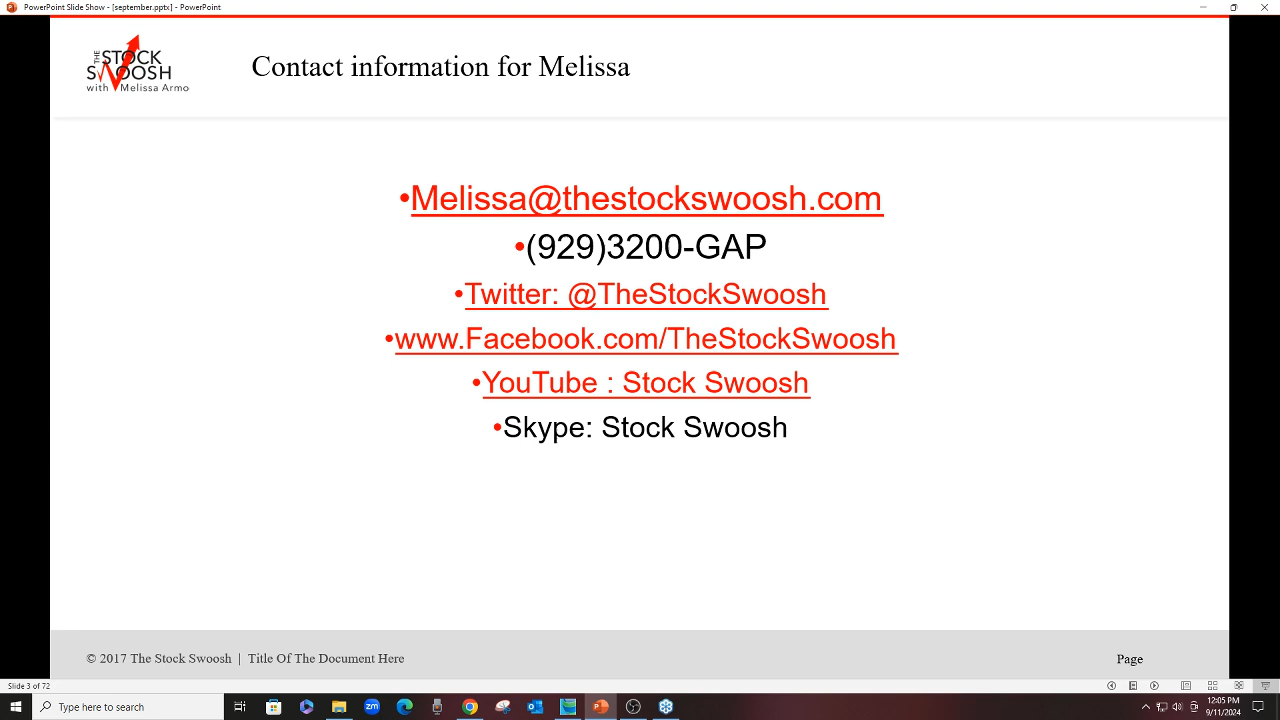 PowerPoint Slide Show - [september.pptx] - PowerPoint
THE STOCK
SWOOSH
with Melissa Armo
Contact information for Melissa
•Melissa@thestockswoosh.com
•(929)3200-GAP
•Twitter: @TheStockSwoosh
•www.Facebook.com/TheStockSwoosh
•YouTube : Stock Swoosh
•Skype: Stock Swoosh
© 2017 The Stock Swoosh | Title Of The Document Here
Page
Slide 3 of 72
Type here to search
zm
12:05 PM
9/11/2024